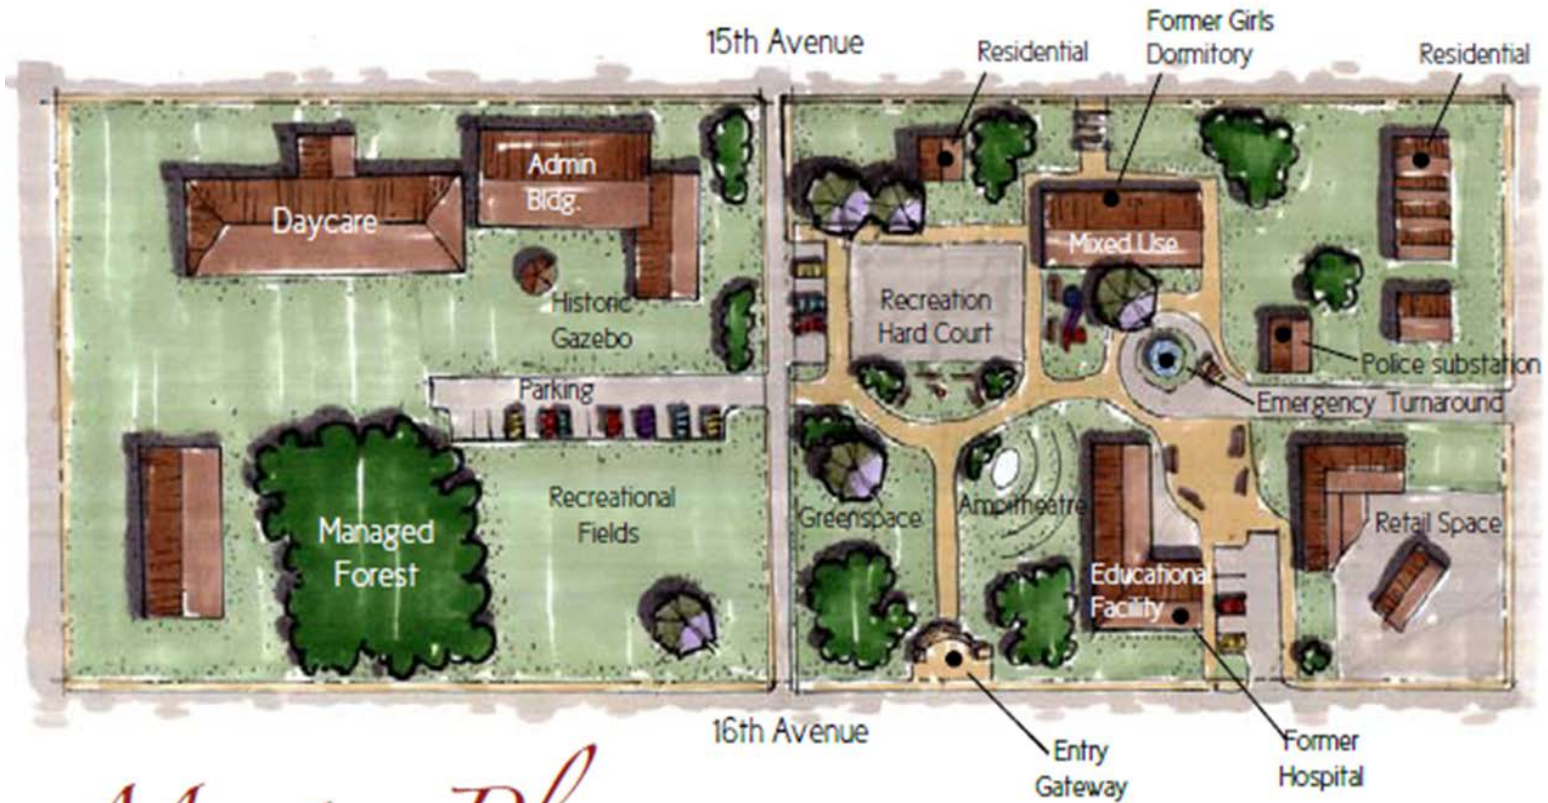 Former Girls
Dormitory
15th Avenue
Residential
Residential
Admin
Bldg.
Daycare
Mixed Use
Historic
Gazebo
Recreation
Hard Court
Police substation
Parking
Emergency Turnaround
Managed
Forest
Recreational
Fields
Greenspace
Ampitheatre
Retail Space
Educational
Facility
16th Avenue
Entry
Gateway
Former
Hospital